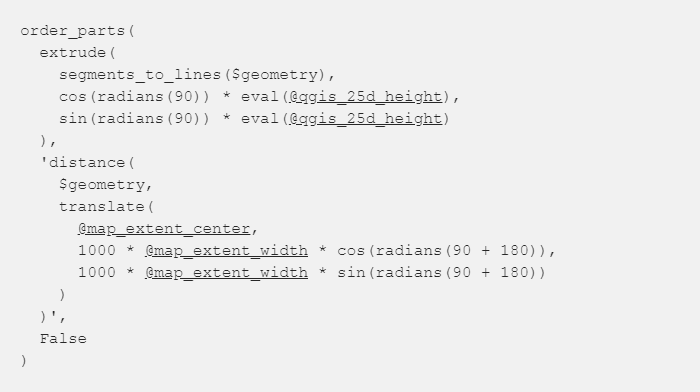 order_parts(
  extrude(
    segments_to_lines($geometry),
    cos(radians(90)) * eval(@qgis_25d_height),
    sin(radians(90)) * eval(@qgis_25d_height)
  ),
  'distance(
    $geometry,
    translate(
      @map_extent_center,
      1000 * @map_extent_width * cos(radians(90 + 180)),
      1000 * @map_extent_width * sin(radians(90 + 180))
    )
  )',
  False
)